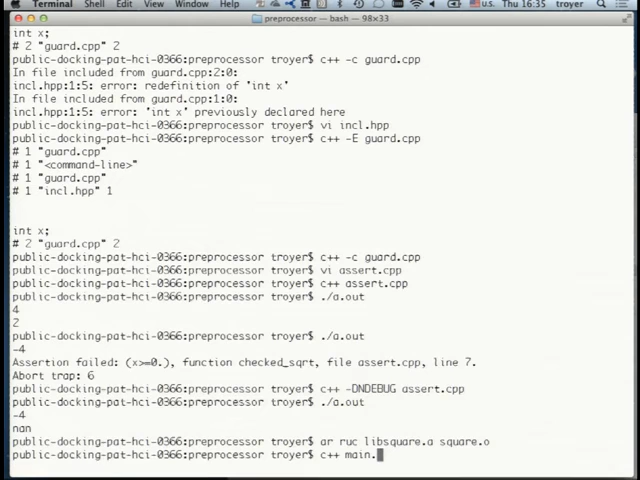 Terminal Shell Edit View Window Help U.S. Thu 16:35 troyer
preprocessor — bash — 98×33
int x;
# 2 "guard.cpp" 2
public-docking-pat-hci-0366:preprocessor troyer$ c++ -c guard.cpp
In file included from guard.cpp:2:0:
incl.hpp:1:5: error: redefinition of 'int x'
In file included from guard.cpp:1:0:
incl.hpp:1:5: error: 'int x' previously declared here
public-docking-pat-hci-0366:preprocessor troyer$ vi incl.hpp
public-docking-pat-hci-0366:preprocessor troyer$ c++ -E guard.cpp
# 1 "guard.cpp"
# 1 "<command-line>"
# 1 "guard.cpp"
# 1 "incl.hpp" 1
int x;
# 2 "guard.cpp" 2
public-docking-pat-hci-0366:preprocessor troyer$ c++ -c guard.cpp
public-docking-pat-hci-0366:preprocessor troyer$ vi assert.cpp
public-docking-pat-hci-0366:preprocessor troyer$ c++ assert.cpp
public-docking-pat-hci-0366:preprocessor troyer$ ./a.out
4
2
public-docking-pat-hci-0366:preprocessor troyer$ ./a.out
-4
Assertion failed: (x>=0.), function checked_sqrt, file assert.cpp, line 7.
Abort trap: 6
public-docking-pat-hci-0366:preprocessor troyer$ c++ -DNDEBUG assert.cpp
public-docking-pat-hci-0366:preprocessor troyer$ ./a.out
-4
nan
public-docking-pat-hci-0366:preprocessor troyer$ ar ruc libsquare.a square.o
public-docking-pat-hci-0366:preprocessor troyer$ c++ main.